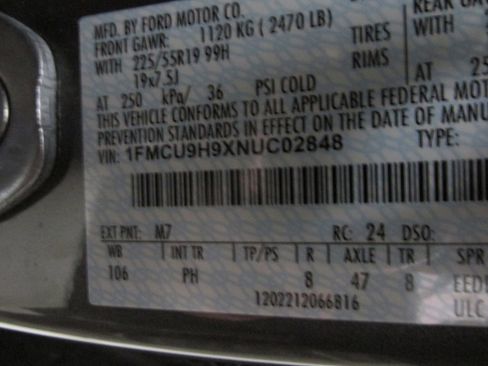 MFD. BY FORD MOTOR CO.
FRONT GAWR: 1120 KG ( 2470 LB) REAR GAW
WITH 225/55R19 99H TIRES WITH
19x7.5J RIMS
AT 250 kPa/ 36 PSI COLD AT 25
THIS VEHICLE CONFORMS TO ALL APPLICABLE FEDERAL MOT
PREVENTION STANDARDS IN EFFECT ON THE DATE OF MANU
VIN: 1FMCU9H9XNUC02848 TYPE:
EXT PNT: M7 RC: 24 DSO:
WB INT TR TP/PS R AXLE TR SPR
106 PH 8 47 8 EEDE
1202212066816 ULC